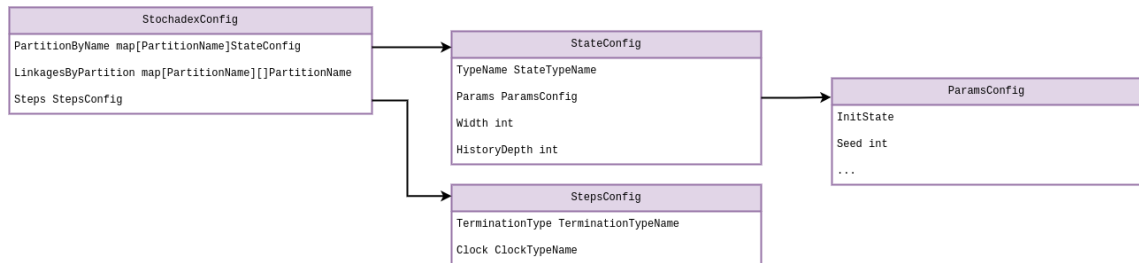 StochadexConfig
PartitionByName map[PartitionName]StateConfig
LinkagesByPartition map[PartitionName][]PartitionName
Steps StepsConfig
StateConfig
TypeName StateTypeName
Params ParamsConfig
Width int
HistoryDepth int
StepsConfig
TerminationType TerminationTypeName
Clock ClockTypeName
ParamsConfig
InitState
Seed int
...